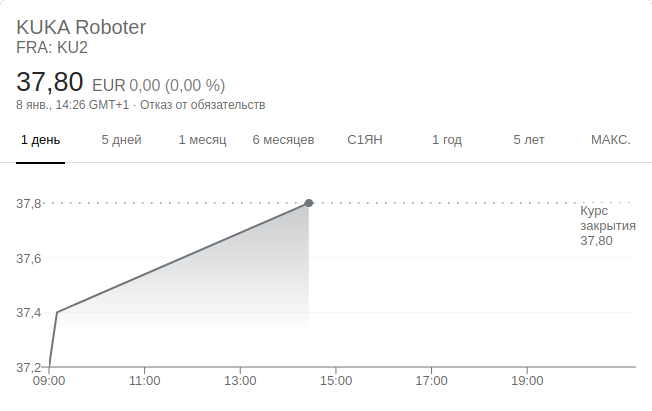 KUKA Roboter
FRA: KU2
37,80 EUR 0,00 (0,00 %)
8 янв., 14:26 GMT+1 · Отказ от обязательств
1 день 5 дней 1 месяц 6 месяцев С1ЯН 1 год 5 лет МАКС.
37,8
Курс
закрытия
37,80
37,6
37,4
37,2
09:00 11:00 13:00 15:00 17:00 19:00